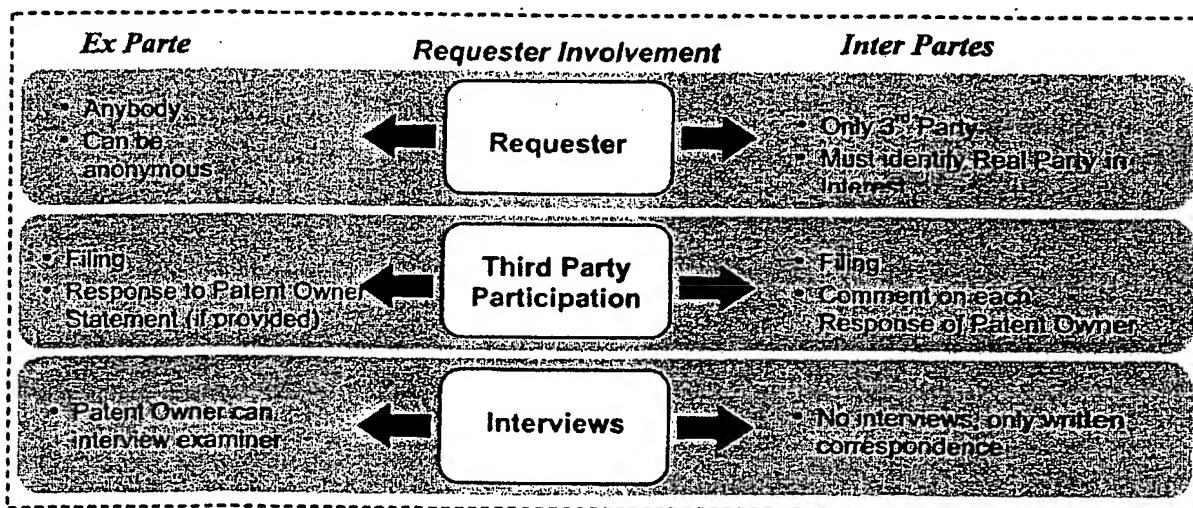 Ex Parte
Requester Involvement
Inter Partes
• Anybody
• Can be
anonymous
Requester
• Only 3rd Party
• Must identify Real Party in
Interest
• Filing
• Response to Patent Owner
Statement (if provided)
Third Party
Participation
• Filing
• Comment on each
Response of Patent Owner
• Patent Owner can
interview examiner
Interviews
• No interviews, only written
correspondence